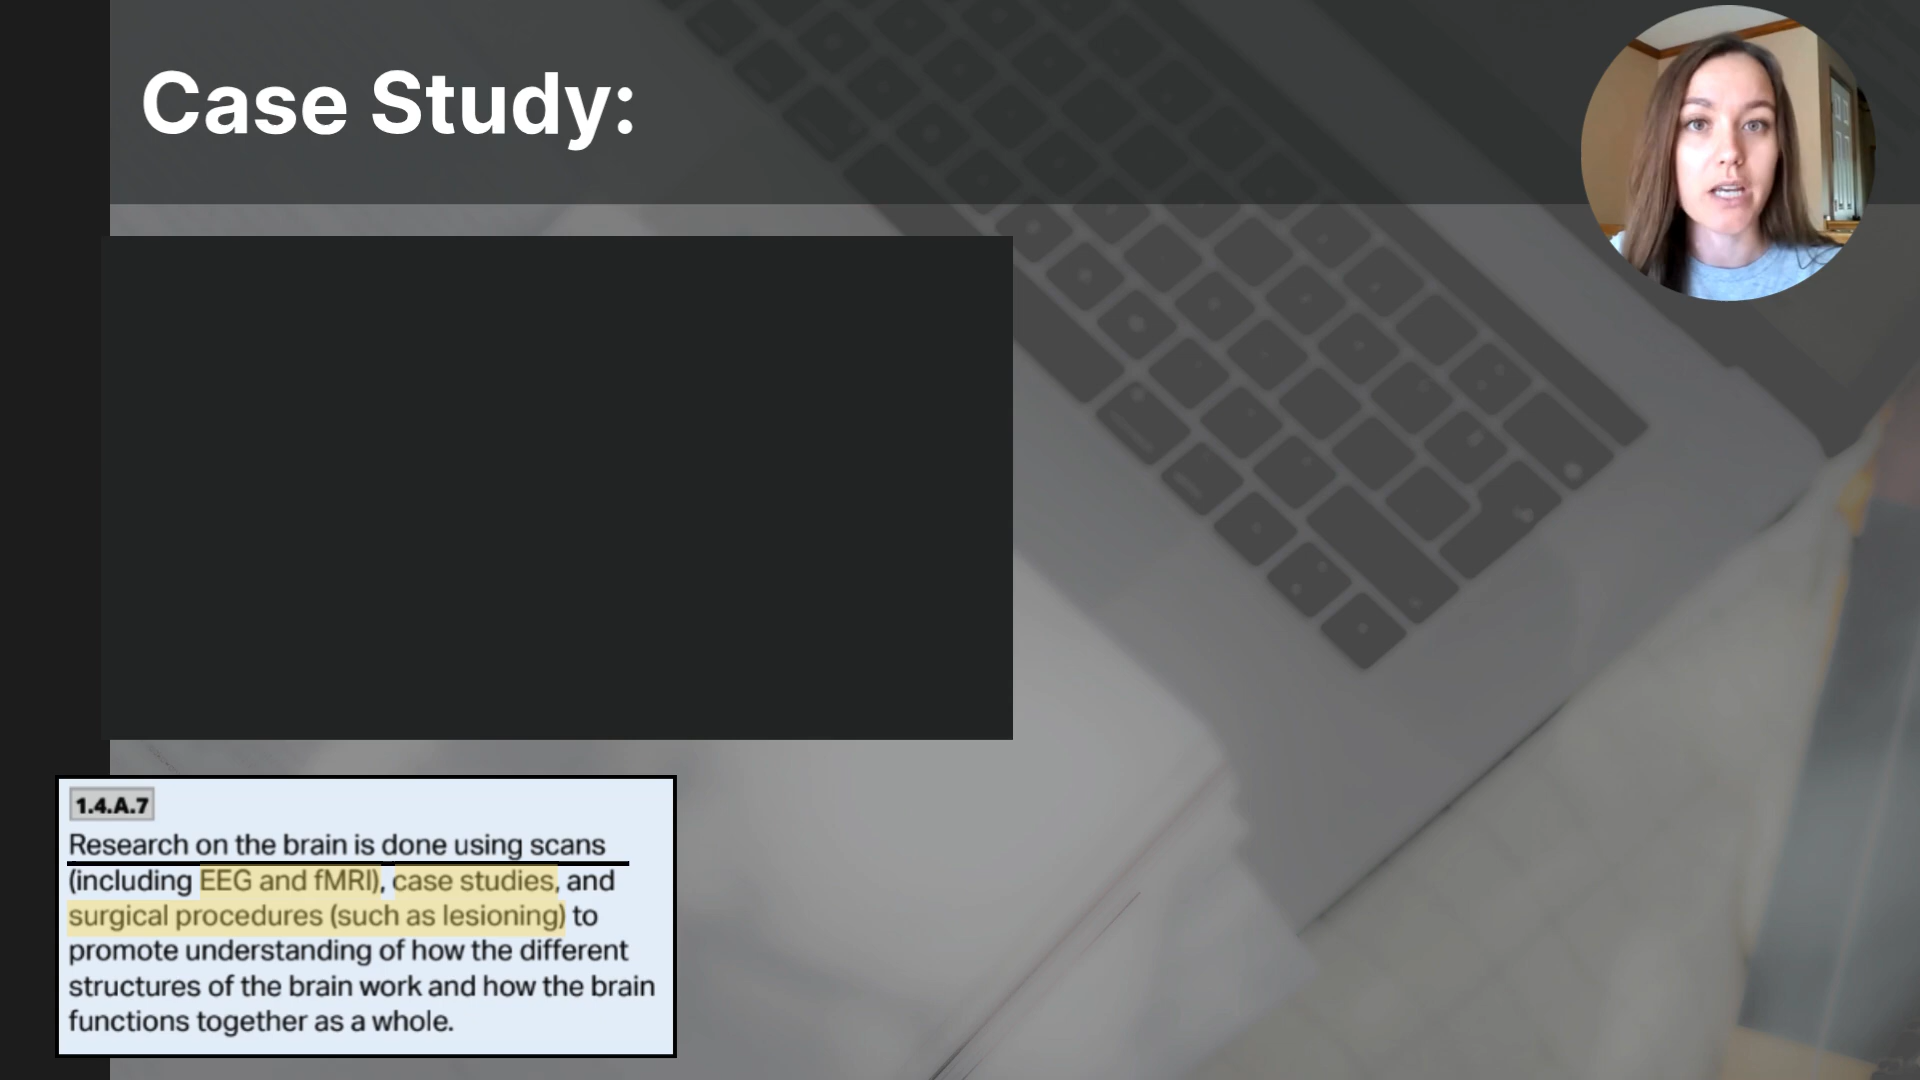 Case Study:
1.4.A.7
Research on the brain is done using scans
(including EEG and fMRI), case studies, and
surgical procedures (such as lesioning) to
promote understanding of how the different
structures of the brain work and how the brain
functions together as a whole.